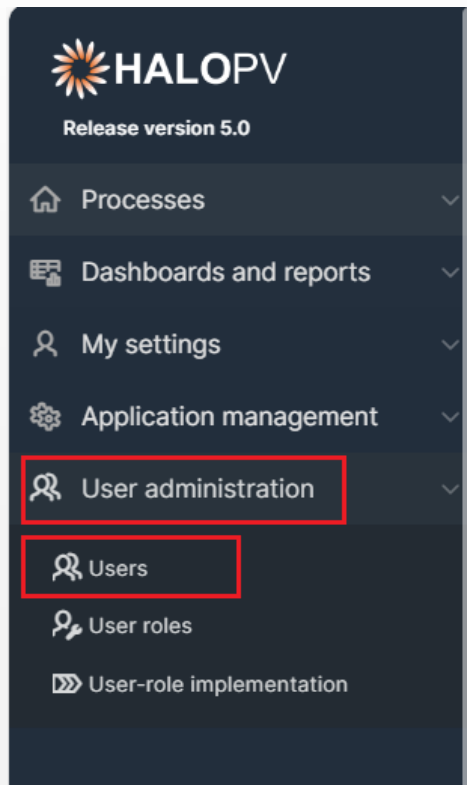 HALOPV
Release version 5.0
Processes
Dashboards and reports
My settings
Application management
User administration
Users
User roles
User-role implementation